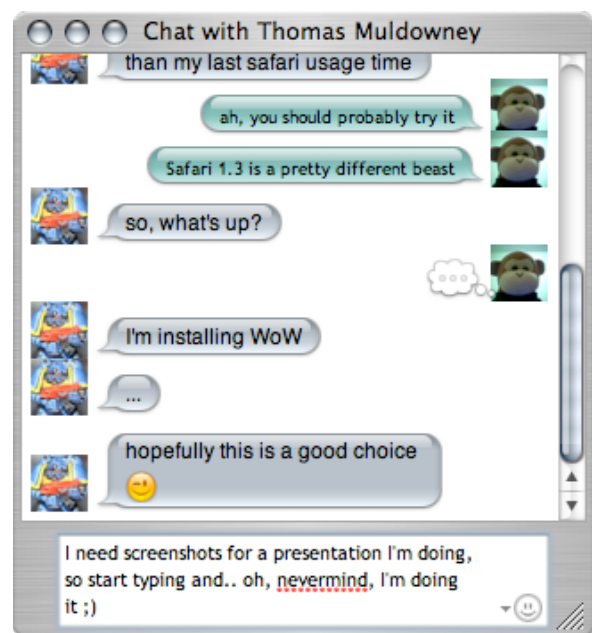 Chat with Thomas Muldowney
than my last safari usage time
ah, you should probably try it
Safari 1.3 is a pretty different beast
so, what's up?
I'm installing WoW
...
hopefully this is a good choice
I need screenshots for a presentation I'm doing,
so start typing and.. oh, nevermind, I'm doing
it ;)